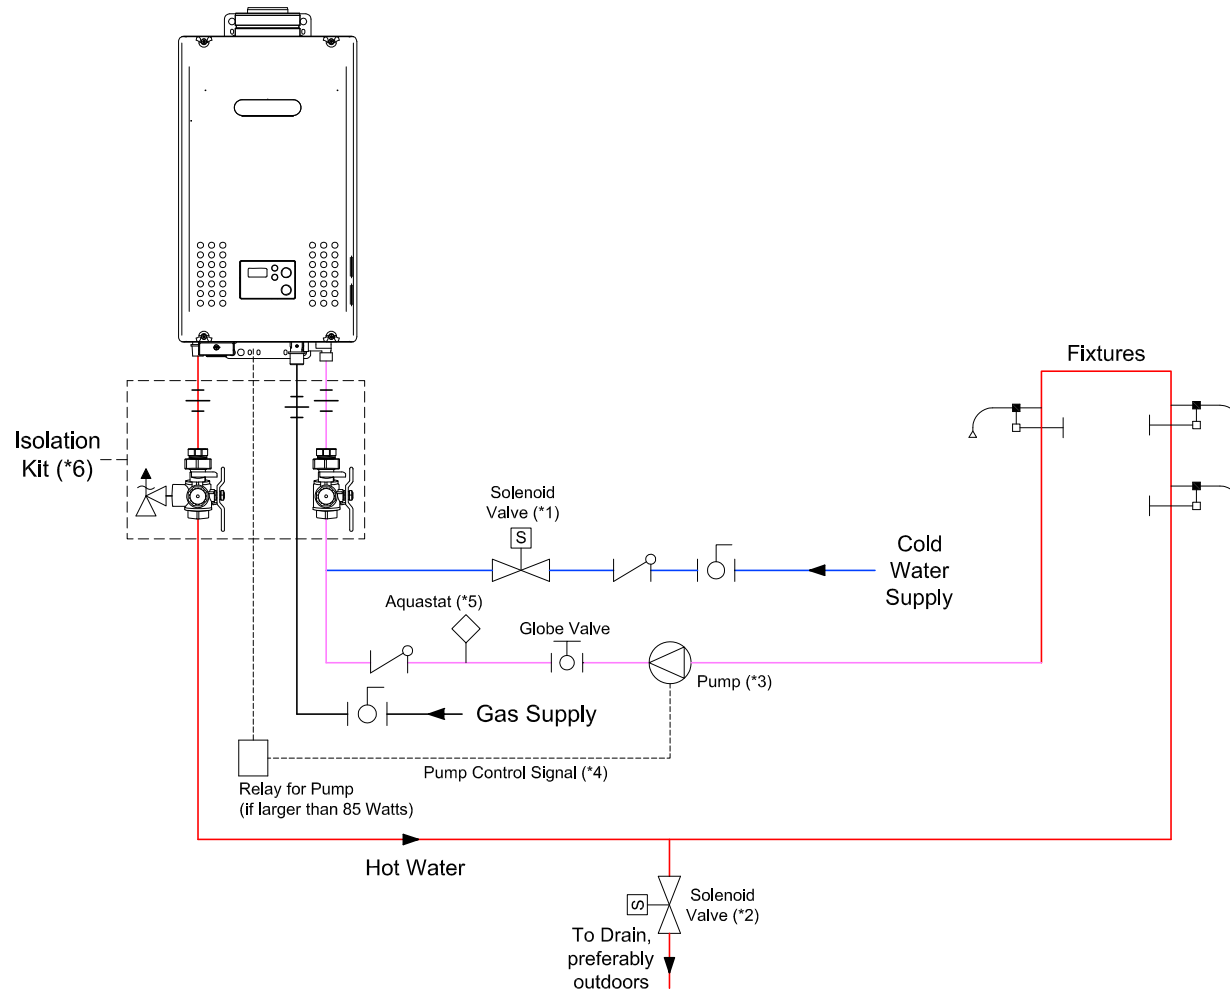 Fixtures
Isolation
Kit (*6)
Solenoid
Valve (*1)
S
Cold
Water
Supply
Aquastat (*5)
Globe Valve
Pump (*3)
Gas Supply
Pump Control Signal (*4)
Relay for Pump
(if larger than 85 Watts)
Hot Water
S
Solenoid
Valve (*2)
To Drain,
preferably
outdoors